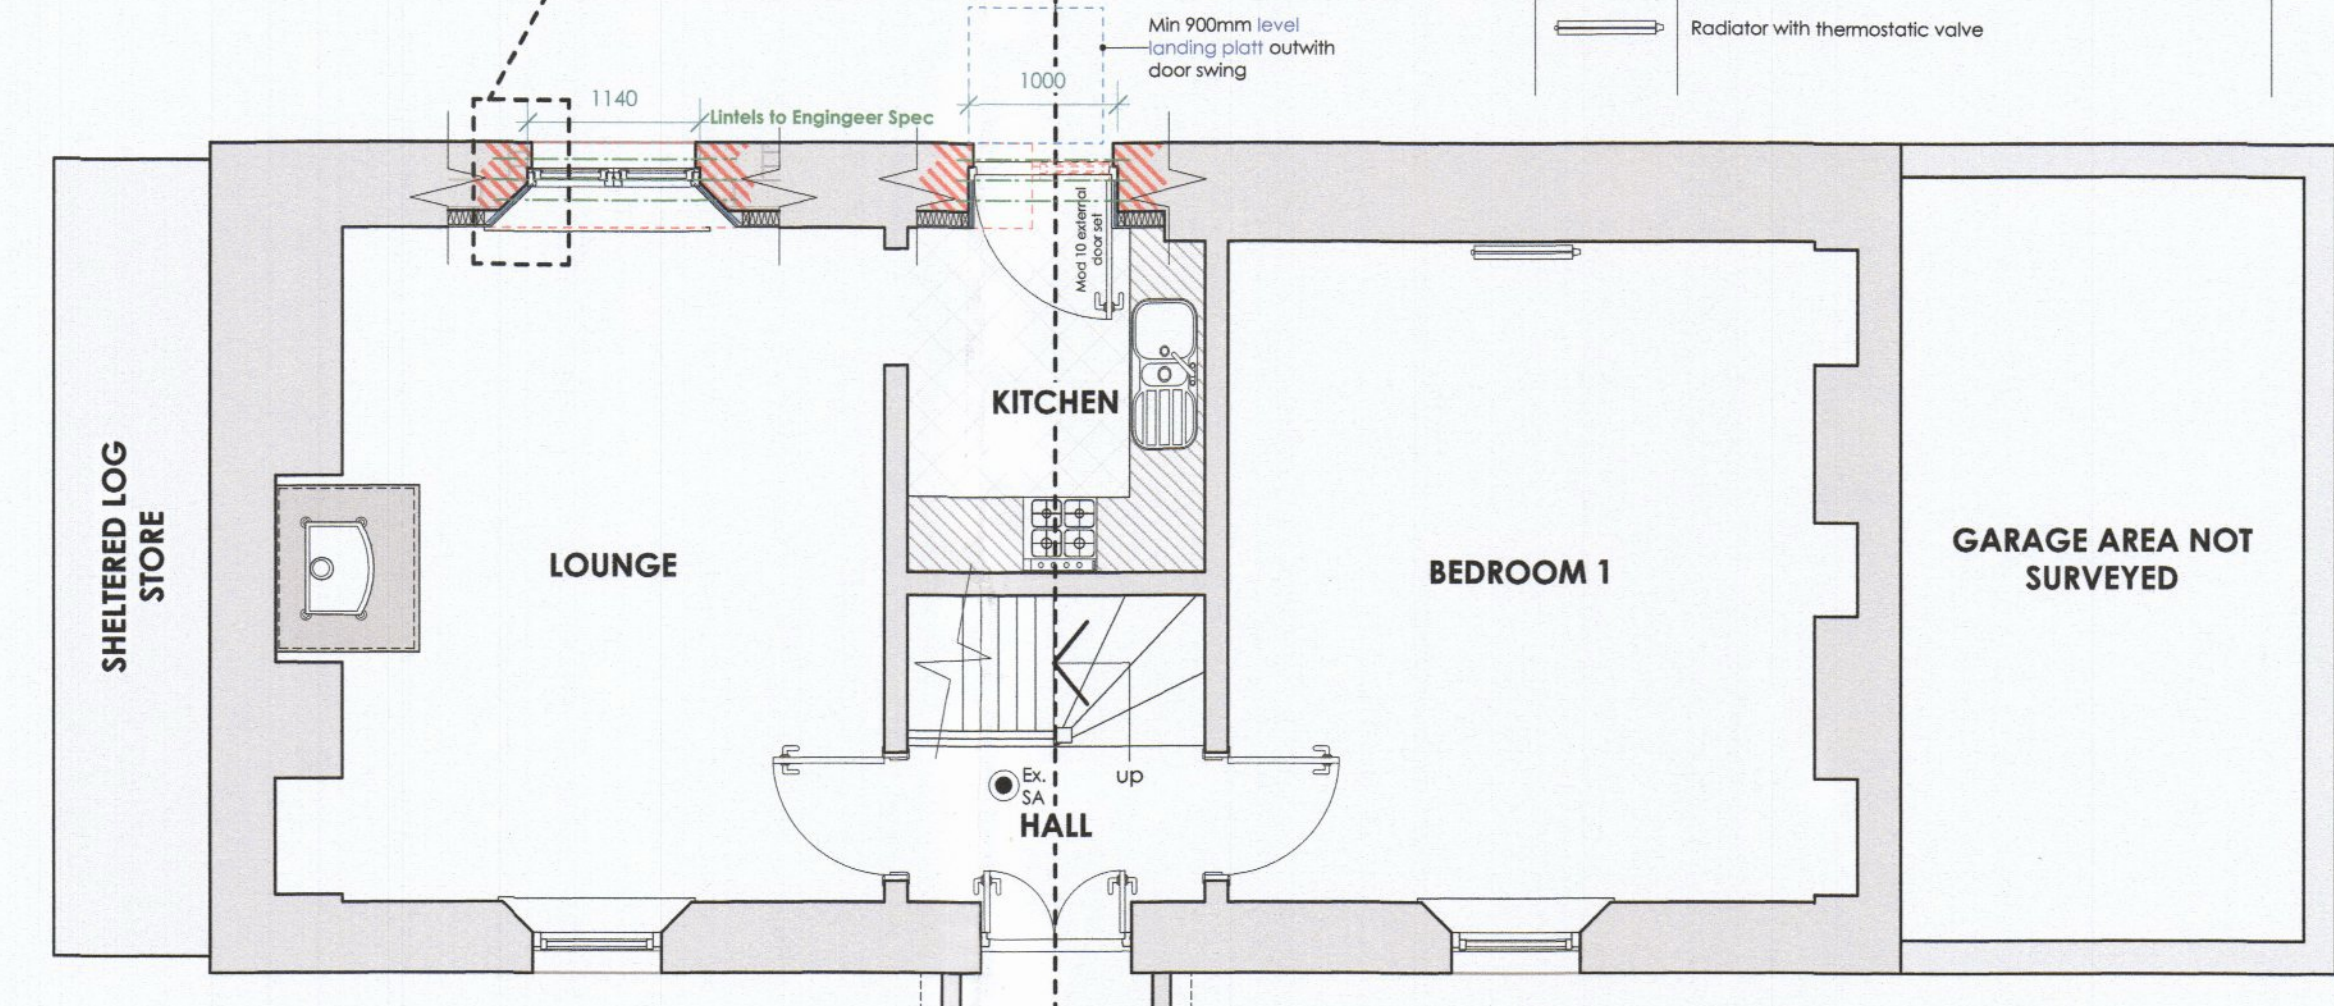 Min 900mm level
landing platt outwith
door swing
Radiator with thermostatic valve
1140
1000
Lintels to Engingeer Spec
Mod 10 external
door set
KITCHEN
SHELTERED LOG
STORE
LOUNGE
BEDROOM 1
GARAGE AREA NOT
SURVEYED
Ex.
SA
up
HALL